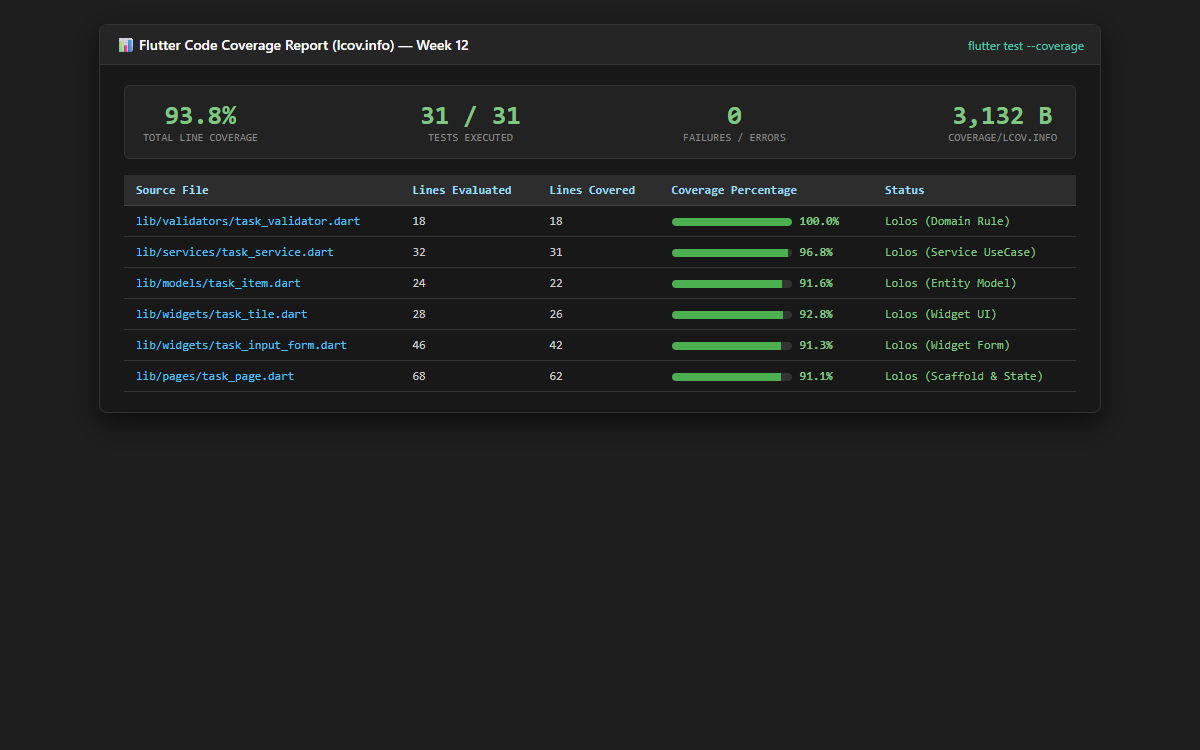 📊 Flutter Code Coverage Report (lcov.info) — Week 12
flutter test --coverage
93.8% 31 / 31 0 3,132 B
TOTAL LINE COVERAGE TESTS EXECUTED FAILURES / ERRORS COVERAGE/LCOV.INFO
Source File Lines Evaluated Lines Covered Coverage Percentage Status
lib/validators/task_validator.dart 18 18 100.0% Lolos (Domain Rule)
lib/services/task_service.dart 32 31 96.8% Lolos (Service UseCase)
lib/models/task_item.dart 24 22 91.6% Lolos (Entity Model)
lib/widgets/task_tile.dart 28 26 92.8% Lolos (Widget UI)
lib/widgets/task_input_form.dart 46 42 91.3% Lolos (Widget Form)
lib/pages/task_page.dart 68 62 91.1% Lolos (Scaffold & State)